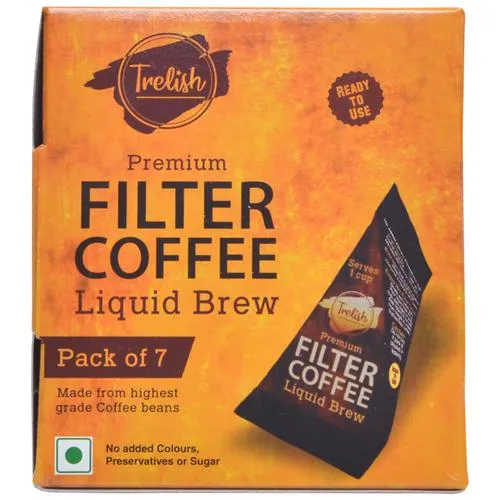 Trelish
READY
TO
USE
Premium
FILTER
COFFEE
Liquid Brew
Pack of 7
Made from highest
grade Coffee beans
No added Colours,
Preservatives or Sugar
Serves
1 cup
Trelish
Premium
FILTER
COFFEE
Liquid Brew